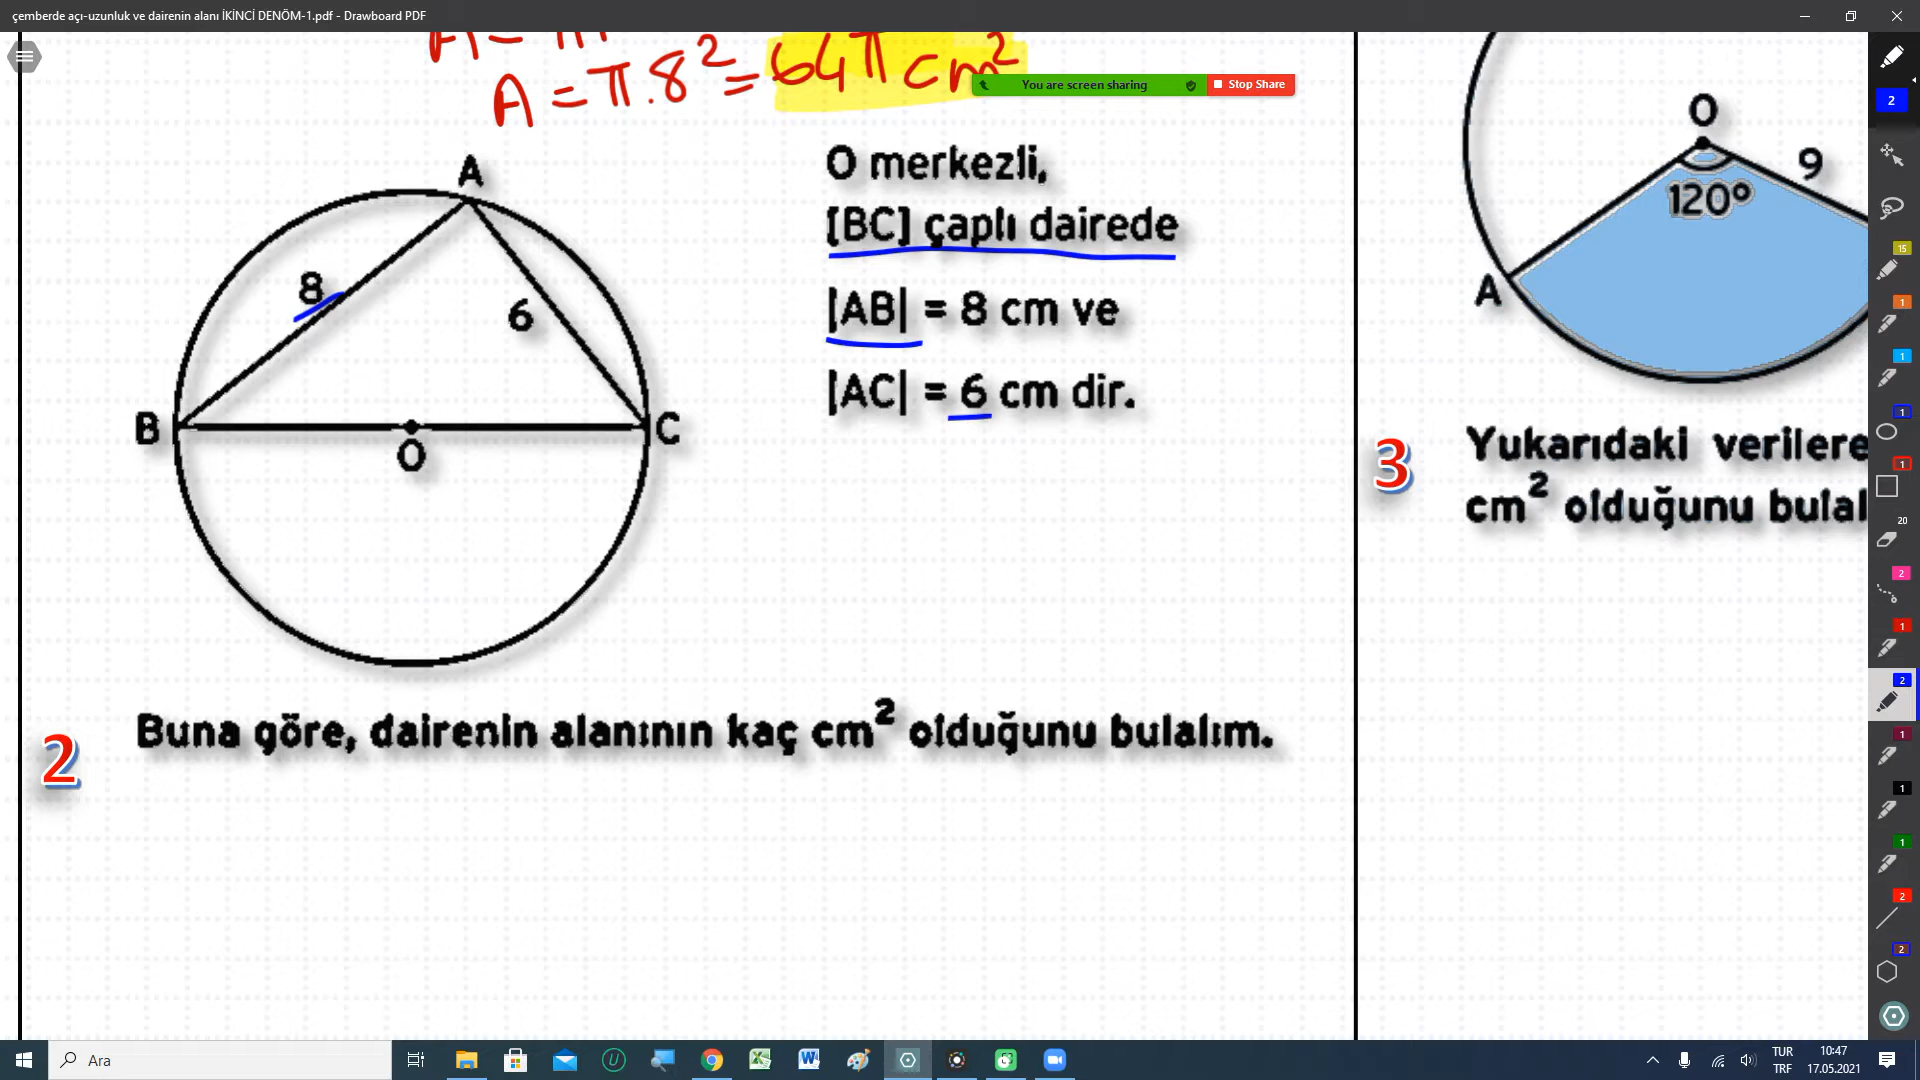 çemberde açı-uzunluk ve dairenin alanı İKİNCİ DENÖM-1.pdf - Drawboard PDF
A = π.8² = 64π cm²
You are screen sharing
Stop Share
A
8
6
B
O
C
O merkezli,
[BC] çaplı dairede
|AB| = 8 cm ve
|AC| = 6 cm dir.
2
Buna göre, dairenin alanının kaç cm² olduğunu bulalım.
O
9
120°
A
3
Yukarıdaki verilere
cm² olduğunu bulal
2
15
1
1
1
1
20
2
1
2
1
1
1
2
2
Ara
TUR
TRF
10:47
17.05.2021